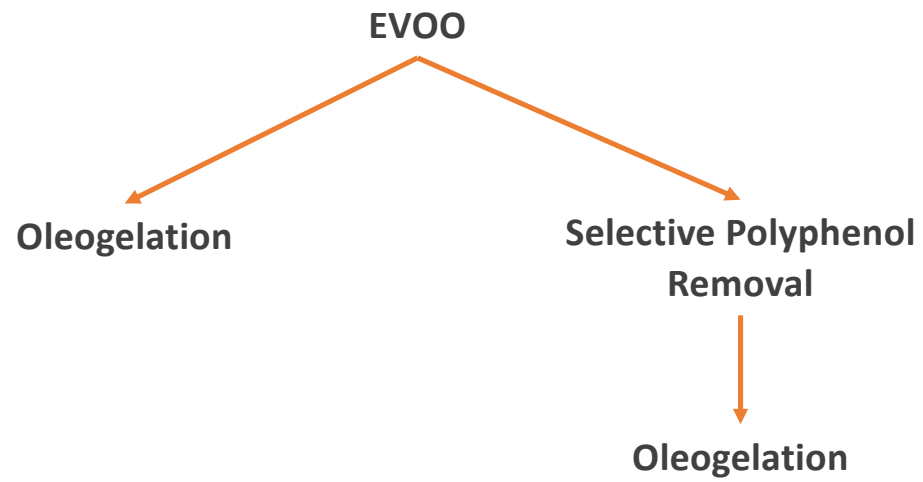 EVOO
Oleogelation
Selective Polyphenol
Removal
Oleogelation